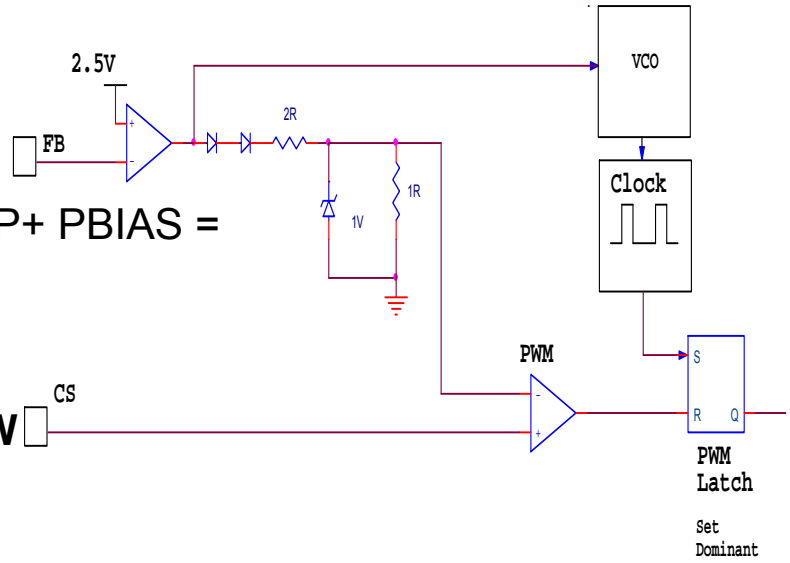 2.5V
VCO
2R
FB
Clock
1R
1V
P+ PBIAS =
PWM
S
CS
-
+
R Q
PWM
Latch
Set
Dominant